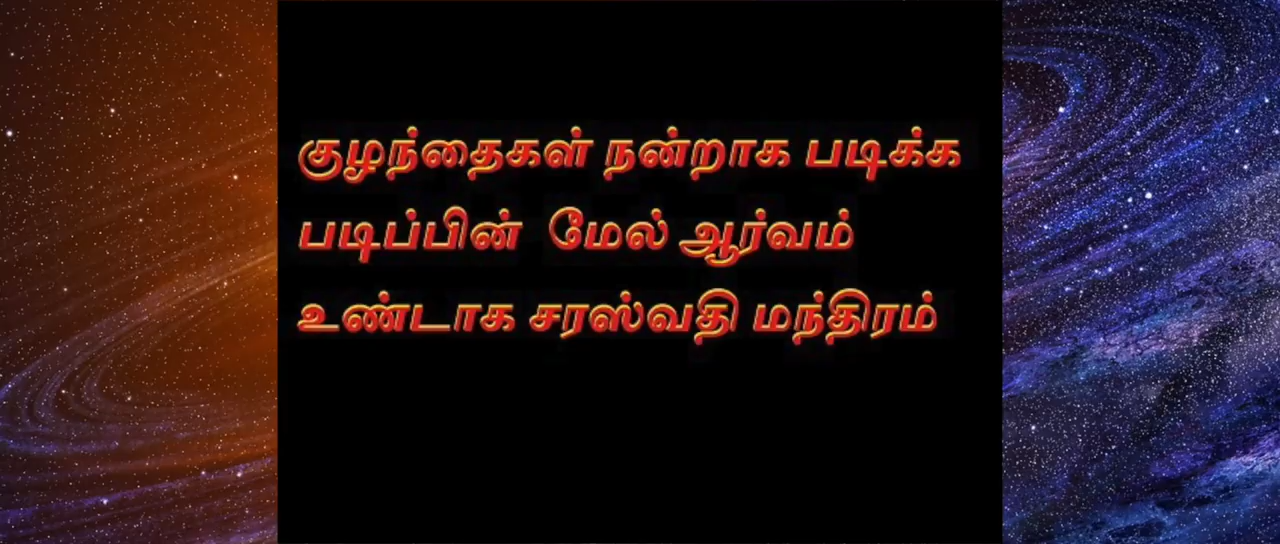 குழந்தைகள் நன்றாக படிக்க
படிப்பின் மேல் ஆர்வம்
உண்டாக சரஸ்வதி மந்திரம்